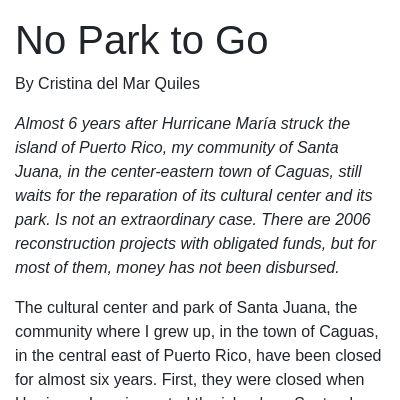 No Park to Go
By Cristina del Mar Quiles
Almost 6 years after Hurricane María struck the
island of Puerto Rico, my community of Santa
Juana, in the center-eastern town of Caguas, still
waits for the reparation of its cultural center and its
park. Is not an extraordinary case. There are 2006
reconstruction projects with obligated funds, but for
most of them, money has not been disbursed.
The cultural center and park of Santa Juana, the
community where I grew up, in the town of Caguas,
in the central east of Puerto Rico, have been closed
for almost six years. First, they were closed when